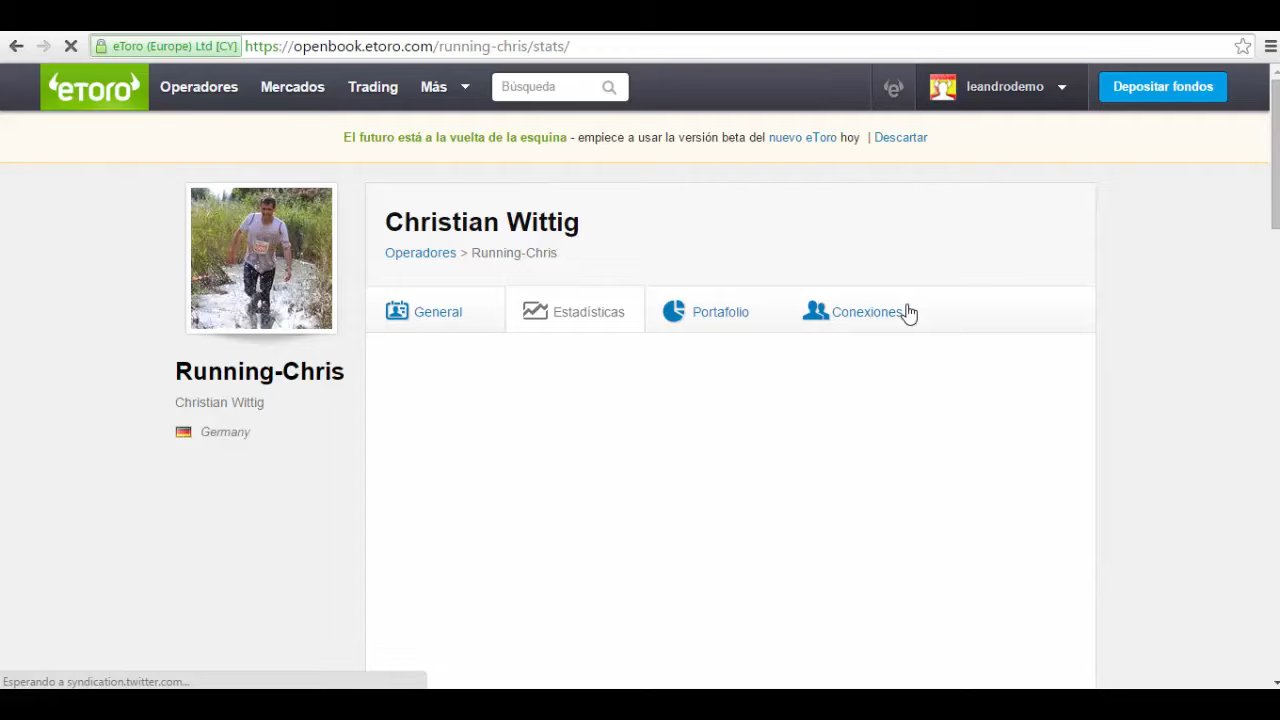 eToro (Europe) Ltd [CY] https://openbook.etoro.com/running-chris/stats/
eToro Operadores Mercados Trading Más Búsqueda leandrodemo Depositar fondos
El futuro está a la vuelta de la esquina - empiece a usar la versión beta del nuevo eToro hoy | Descartar
Christian Wittig
Operadores > Running-Chris
General Estadísticas Portafolio Conexiones
Running-Chris
Christian Wittig
Germany
Esperando a syndication.twitter.com...